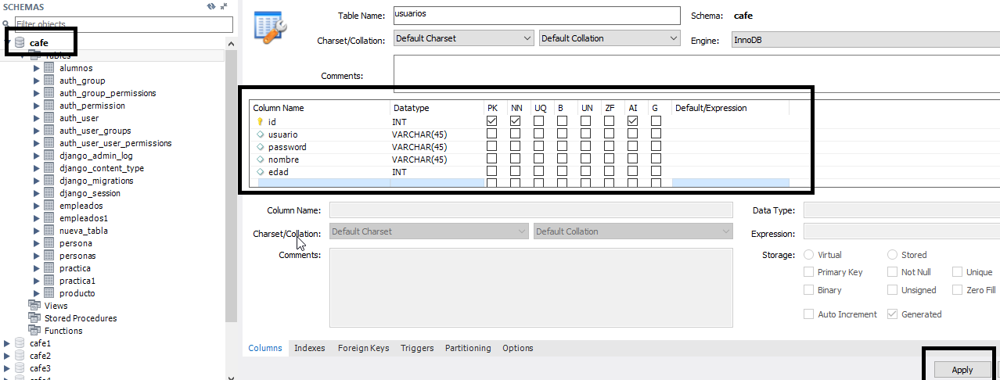 SCHEMAS
Filter objects
cafe
Tables
alumnos
auth_group
auth_group_permissions
auth_permission
auth_user
auth_user_groups
auth_user_user_permissions
django_admin_log
django_content_type
django_migrations
django_session
empleados
empleados1
nueva_tabla
persona
personas
practica
practica1
producto
Views
Stored Procedures
Functions
cafe1
cafe2
cafe3
Table Name: usuarios Schema: cafe
Charset/Collation: Default Charset Default Collation Engine: InnoDB
Comments:
Column Name Datatype PK NN UQ B UN ZF AI G Default/Expression
id INT
usuario VARCHAR(45)
password VARCHAR(45)
nombre VARCHAR(45)
edad INT
Column Name: Data Type:
Charset/Collation: Default Charset Default Collation Expression:
Comments: Storage: Virtual Stored
Primary Key Not Null Unique
Binary Unsigned Zero Fill
Auto Increment Generated
Columns Indexes Foreign Keys Triggers Partitioning Options
Apply